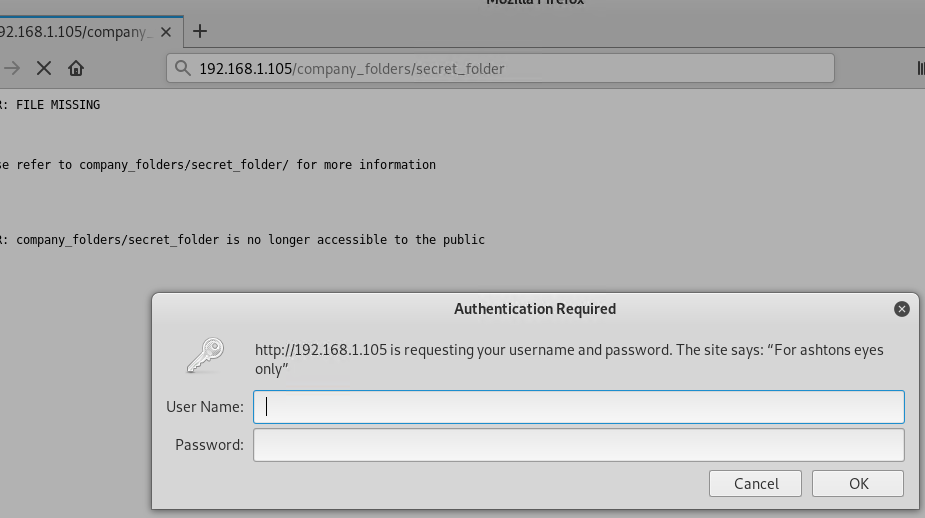 Mozilla Firefox
92.168.1.105/company_
192.168.1.105/company_folders/secret_folder
R: FILE MISSING
se refer to company_folders/secret_folder/ for more information
R: company_folders/secret_folder is no longer accessible to the public
Authentication Required
http://192.168.1.105 is requesting your username and password. The site says: “For ashtons eyes
only”
User Name:
Password:
Cancel OK